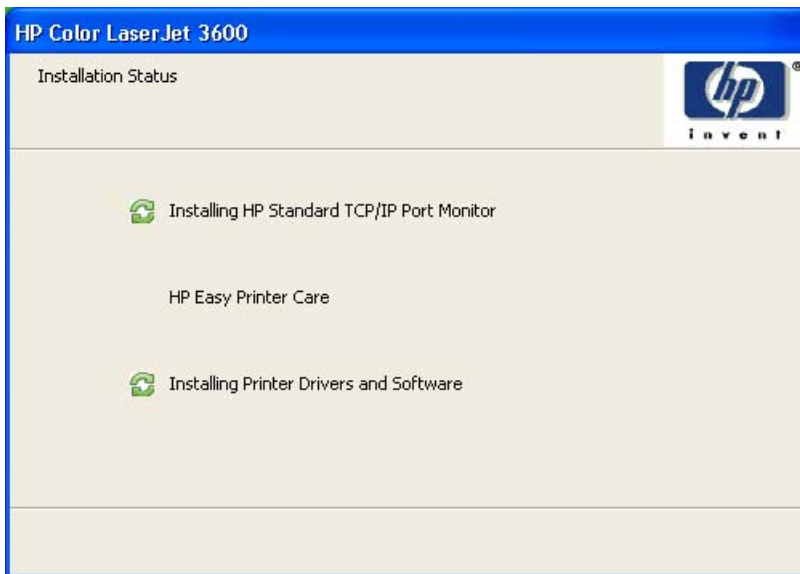 HP Color LaserJet 3600
Installation Status
hp
®
invent
Installing HP Standard TCP/IP Port Monitor
HP Easy Printer Care
Installing Printer Drivers and Software